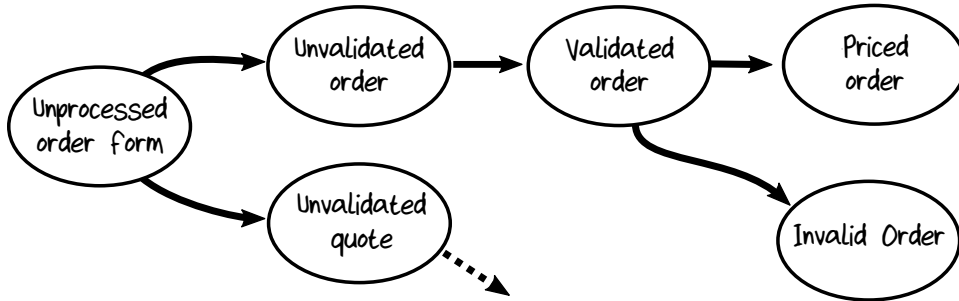 Unprocessed
order form
Unvalidated
order
Unvalidated
quote
Validated
order
Priced
order
Invalid Order